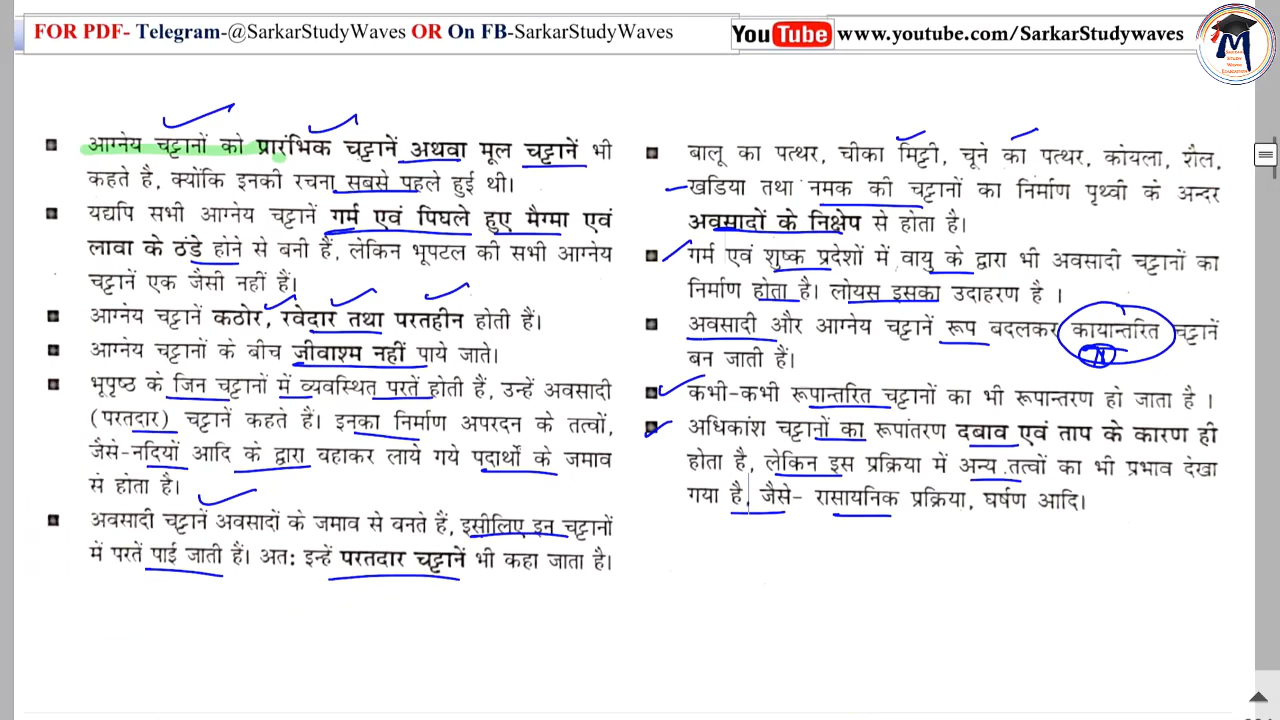 FOR PDF- Telegram-@SarkarStudyWaves OR On FB-SarkarStudyWaves
YouTube www.youtube.com/SarkarStudywaves
M
SARKAR
STUDY
WAVES
EDUCATION
▪ आग्नेय चट्टानों को प्रारंभिक चट्टानें अथवा मूल चट्टानें भी
कहते है, क्योंकि इनकी रचना सबसे पहले हुई थी।
▪ यद्यपि सभी आग्नेय चट्टानें गर्म एवं पिघले हुए मैग्मा एवं
लावा के ठंडे होने से बनी हैं, लेकिन भूपटल की सभी आग्नेय
चट्टानें एक जैसी नहीं हैं।
▪ आग्नेय चट्टानें कठोर, रवेदार तथा परतहीन होती हैं।
▪ आग्नेय चट्टानों के बीच जीवाश्म नहीं पाये जाते।
▪ भूपृष्ठ के जिन चट्टानों में व्यवस्थित परतें होती हैं, उन्हें अवसादी
(परतदार) चट्टानें कहते हैं। इनका निर्माण अपरदन के तत्वों,
जैसे-नदियों आदि के द्वारा वहाकर लाये गये पदार्थो के जमाव
से होता है।
▪ अवसादी चट्टानें अवसादों के जमाव से वनते हैं, इसीलिए इन चट्टानों
में परतें पाई जाती हैं। अत: इन्हें परतदार चट्टानें भी कहा जाता है।
बालू का पत्थर, चीका मिट्टी, चूने का पत्थर, कोयला, शैल,
खडिया तथा नमक की चट्टानों का निर्माण पृथ्वी के अन्दर
अवसादों के निक्षेप से होता है।
▪ गर्म एवं शुष्क प्रदेशों में वायु के द्वारा भी अवसादी चट्टानों का
निर्माण होता है। लोयस इसका उदाहरण है ।
▪ अवसादी और आग्नेय चट्टानें रूप बदलकर कायान्तरित चट्टानें
बन जाती हैं।
▪ कभी-कभी रूपान्तरित चट्टानों का भी रूपान्तरण हो जाता है ।
▪ अधिकांश चट्टानों का रूपांतरण दबाव एवं ताप के कारण ही
होता है, लेकिन इस प्रक्रिया में अन्य तत्वों का भी प्रभाव देखा
गया है, जैसे- रासायनिक प्रक्रिया, घर्षण आदि।